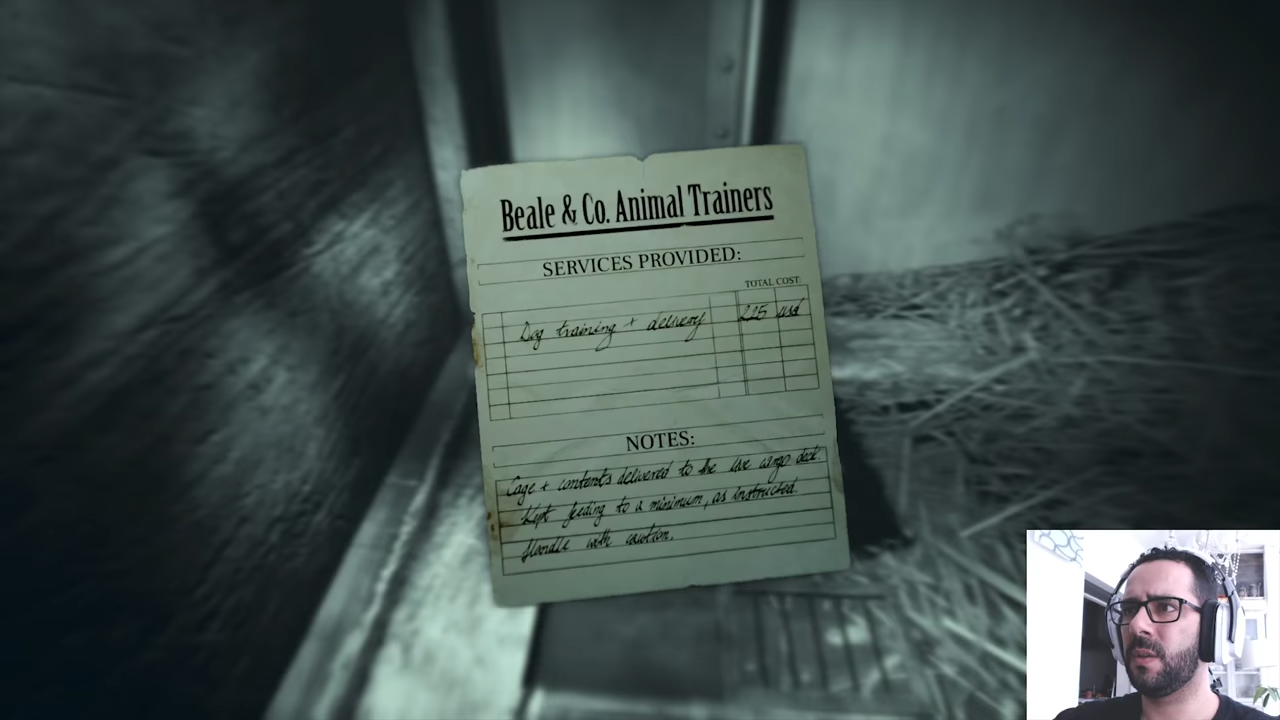 Beale & Co. Animal Trainers
SERVICES PROVIDED:
TOTAL COST:
Dog training + delivery 225 usd
NOTES:
Cage + contents delivered to the live cargo deck
Kept feeding to a minimum, as instructed.
Handle with caution.